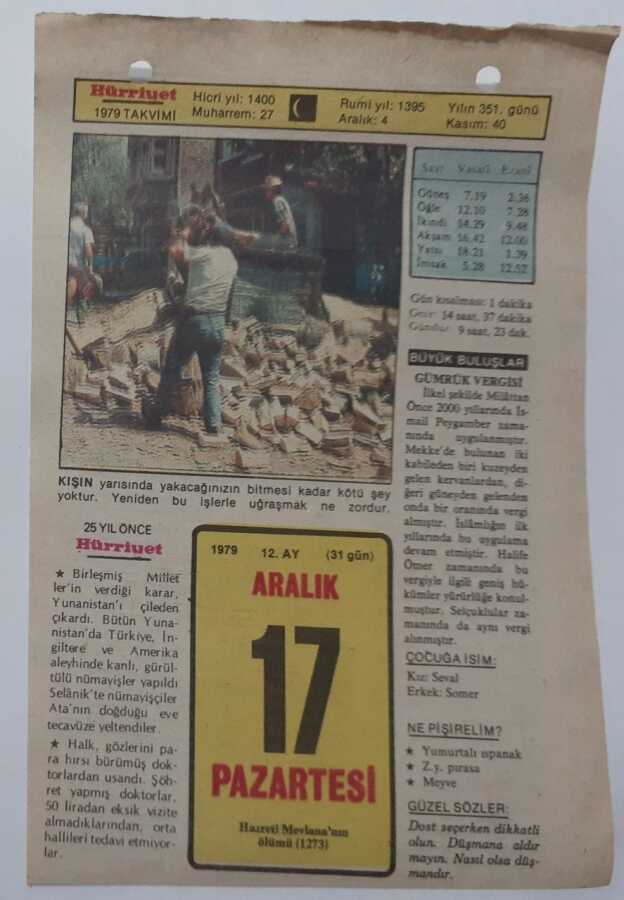 Hürriyet
1979 TAKVİMİ
Hicri yıl: 1400
Muharrem: 27
Rumi yıl: 1395
Aralık: 4
Yılın 351. günü
Kasım: 40
Saat Vasati Ezani
Güneş 7.19 2.36
Öğle 12.10 7.28
İkindi 14.29 9.48
Akşam 16.42 12.00
Yatsı 18.21 1.39
İmsak 5.28 12.52
Gün kısalması: 1 dakika
Gece: 14 saat, 37 dakika
Gündüz: 9 saat, 23 dak.
KIŞIN yarısında yakacağınızın bitmesi kadar kötü şey
yoktur. Yeniden bu işlerle uğraşmak ne zordur.
25 YIL ÖNCE
Hürriyet
★ Birleşmiş Millet
ler'in verdiği karar,
Yunanistan'ı çileden
çıkardı. Bütün Yuna-
nistan'da Türkiye, İn-
giltere ve Amerika
aleyhinde kanlı, gürül-
tülü nümayişler yapıldı
Selânik'te nümayişçiler
Ata'nın doğduğu eve
tecavüze yeltendiler.
★ Halk, gözlerini pa-
ra hırsı bürümüş dok-
torlardan usandı. Şöh-
ret yapmış doktorlar,
50 liradan eksik vizite
almadıklarından, orta
hallileri tedavi etmiyor-
lar.
1979 12. AY (31 gün)
ARALIK
17
PAZARTESİ
Hazreti Mevlana'nın
ölümü (1273)
BÜYÜK BULUŞLAR
GÜMRÜK VERGİSİ
İlkel şekilde Milâttan
Önce 2000 yıllarında İs-
mail Peygamber zama-
nında uygulanmıştır.
Mekke'de bulunan iki
kabileden biri kuzeyden
gelen kervanlardan, di-
ğeri güneyden gelenden
onda bir oranında vergi
almıştır. İslâmlığın ilk
yıllarında bu uygulama
devam etmiştir. Halife
Ömer zamanında bu
vergiyle ilgili geniş hü-
kümler yürürlüğe konul-
muştur. Selçuklular za-
manında da aynı vergi
alınmıştır.
ÇOCUĞA İSİM:
Kız: Seval
Erkek: Somer
NE PİŞİRELİM?
★ Yumurtalı ıspanak
★ Z.y. pırasa
★ Meyve
GÜZEL SÖZLER:
Dost seçerken dikkatli
olun. Düşmana aldır
mayın. Nasıl olsa düş-
mandır.